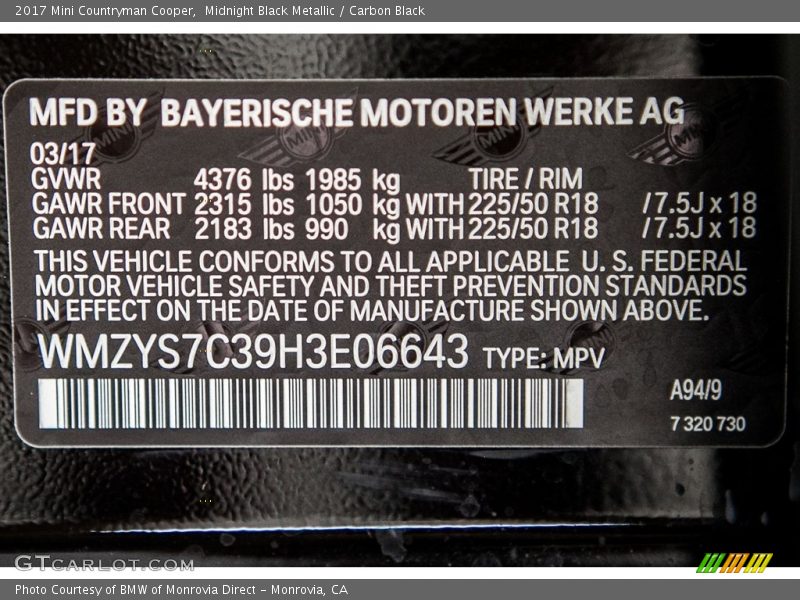 2017 Mini Countryman Cooper, Midnight Black Metallic / Carbon Black
MFD BY BAYERISCHE MOTOREN WERKE AG
03/17
GVWR 4376 lbs 1985 kg TIRE / RIM
GAWR FRONT 2315 lbs 1050 kg WITH 225/50 R18 / 7.5J x 18
GAWR REAR 2183 lbs 990 kg WITH 225/50 R18 / 7.5J x 18
THIS VEHICLE CONFORMS TO ALL APPLICABLE U. S. FEDERAL
MOTOR VEHICLE SAFETY AND THEFT PREVENTION STANDARDS
IN EFFECT ON THE DATE OF MANUFACTURE SHOWN ABOVE.
WMZYS7C39H3E06643 TYPE: MPV
A94/9
7 320 730
GTCARLOT.COM
Photo Courtesy of BMW of Monrovia Direct - Monrovia, CA